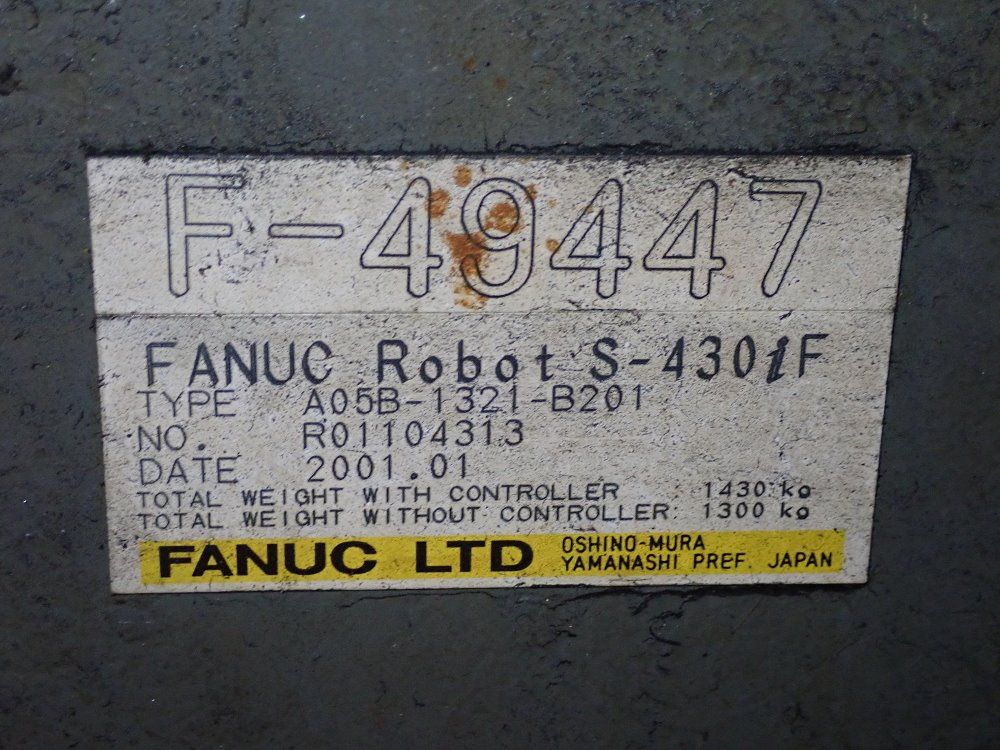 F-49447
FANUC Robot S-430iF
TYPE A05B-1321-B201
NO. R01104313
DATE 2001.01
TOTAL WEIGHT WITH CONTROLLER 1430 kg
TOTAL WEIGHT WITHOUT CONTROLLER: 1300 kg
FANUC LTD
OSHINO-MURA
YAMANASHI PREF. JAPAN